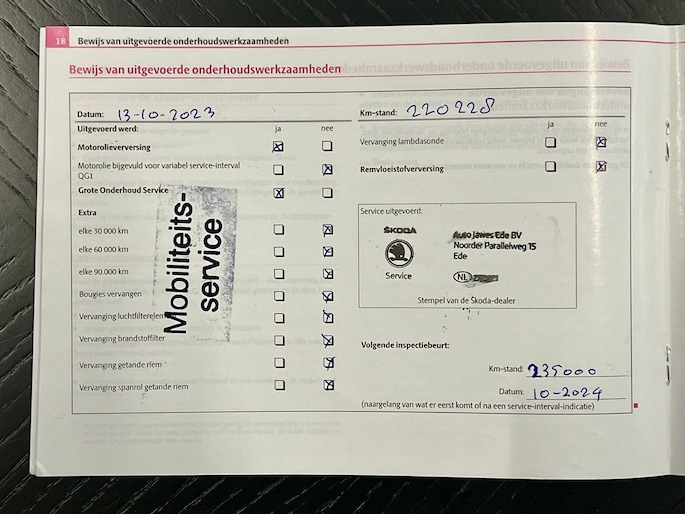 18 Bewijs van uitgevoerde onderhoudswerkzaamheden
Bewijs van uitgevoerde onderhoudswerkzaamheden
Datum: 13-10-2023
Uitgevoerd werd: ja nee
Motorolieverversing
Motorolie bijgevuld voor variabel service-interval
QG1
Grote Onderhoud Service
Extra
elke 30 000 km
elke 60 000 km
elke 90.000 km
Bougies vervangen
Vervanging luchtfilterelem
Vervanging brandstoffilter
Vervanging getande riem
Vervanging spanrol getande riem
Mobiliteits-
service
Km-stand: 220228
ja nee
Vervanging lambdasonde
Remvloeistofverversing
Service uitgevoerd:
ŠKODA
Service
Auto Jawes Ede BV
Noorder Parallelweg 15
Ede
NL
Stempel van de Škoda-dealer
Volgende inspectiebeurt:
Km-stand: 235000
Datum: 10-2024
(naargelang van wat er eerst komt of na een service-interval-indicatie)